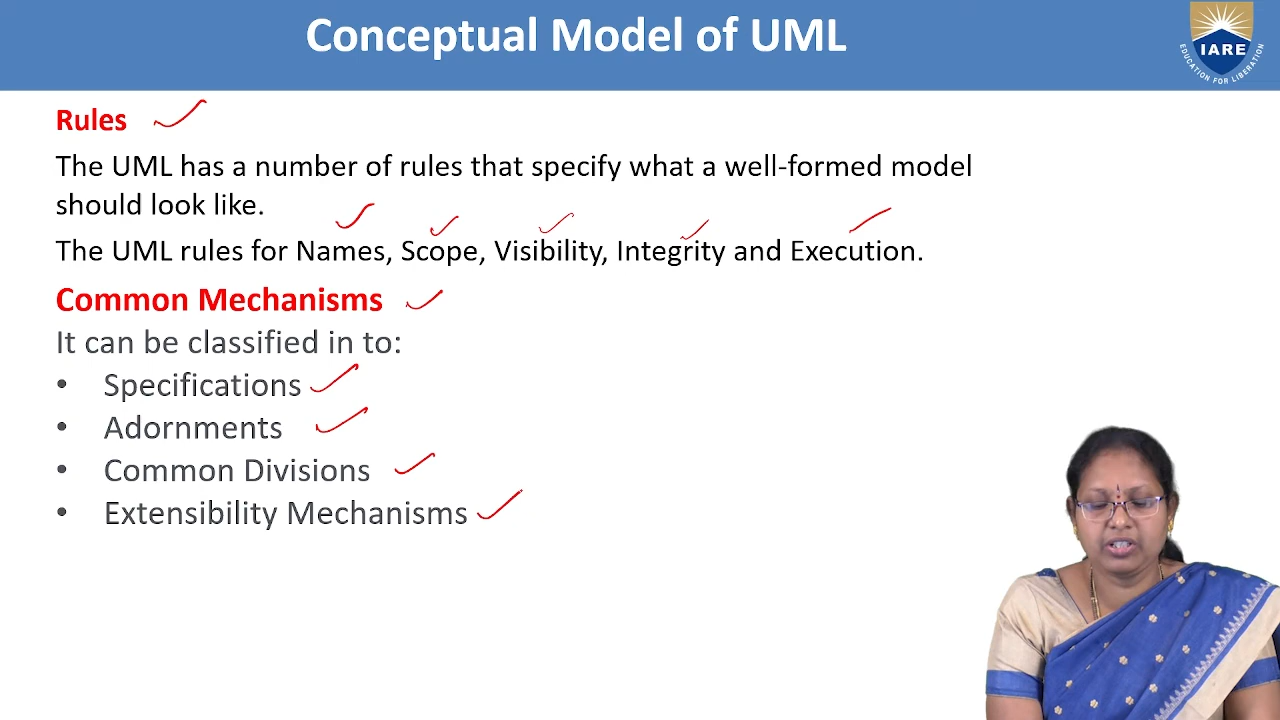 Conceptual Model of UML
IARE
EDUCATION FOR LIBERATION
Rules
The UML has a number of rules that specify what a well-formed model
should look like.
The UML rules for Names, Scope, Visibility, Integrity and Execution.
Common Mechanisms
It can be classified in to:
• Specifications
• Adornments
• Common Divisions
• Extensibility Mechanisms